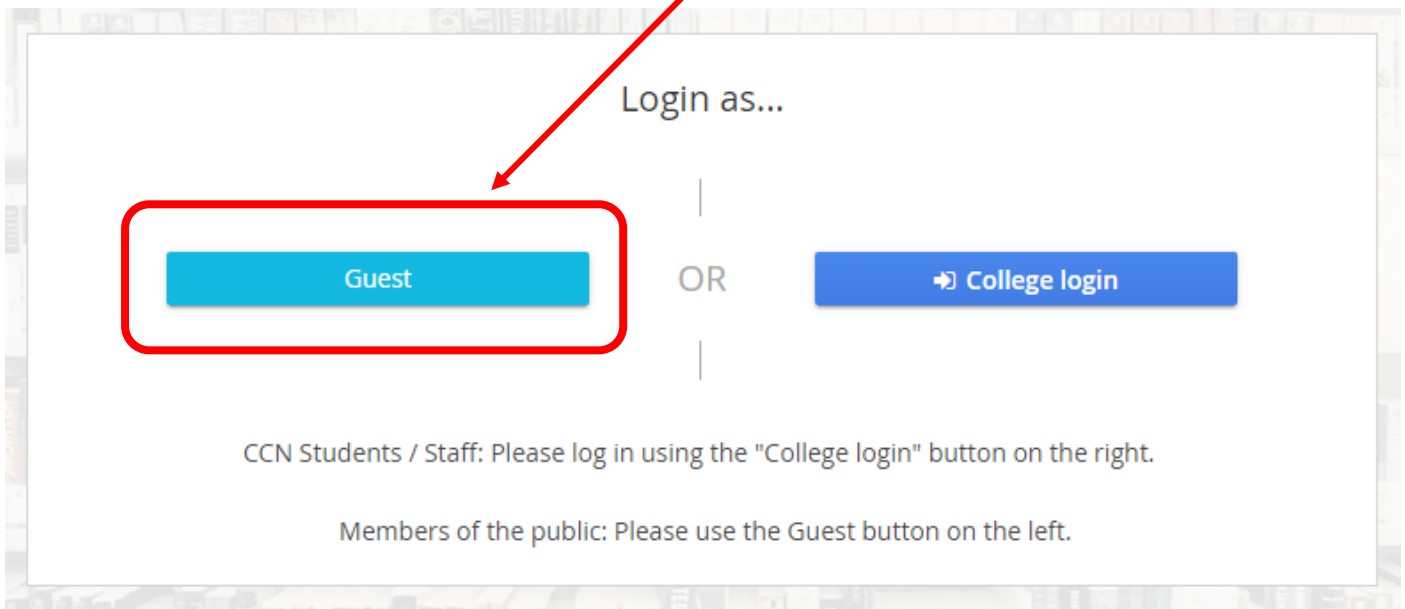 Login as...
Guest
OR
College login
CCN Students / Staff: Please log in using the "College login" button on the right.
Members of the public: Please use the Guest button on the left.